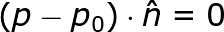 (p − p₀) · n̂ = 0